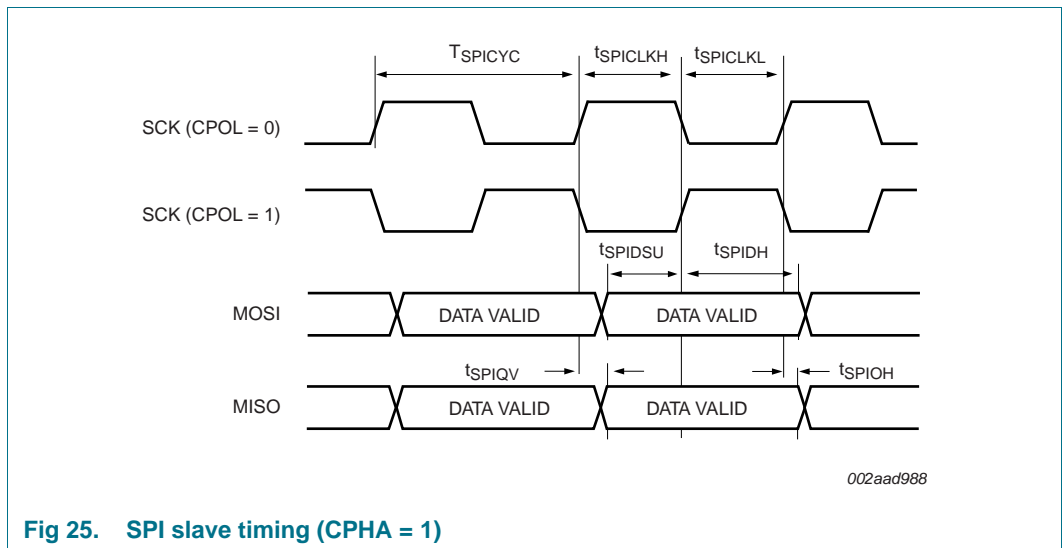 TSPICYC
tSPICLKH
tSPICLKL
SCK (CPOL = 0)
SCK (CPOL = 1)
tSPIDSU
tSPIDH
MOSI
DATA VALID
DATA VALID
tSPIQV
tSPIOH
MISO
DATA VALID
DATA VALID
002aad988
Fig 25. SPI slave timing (CPHA = 1)